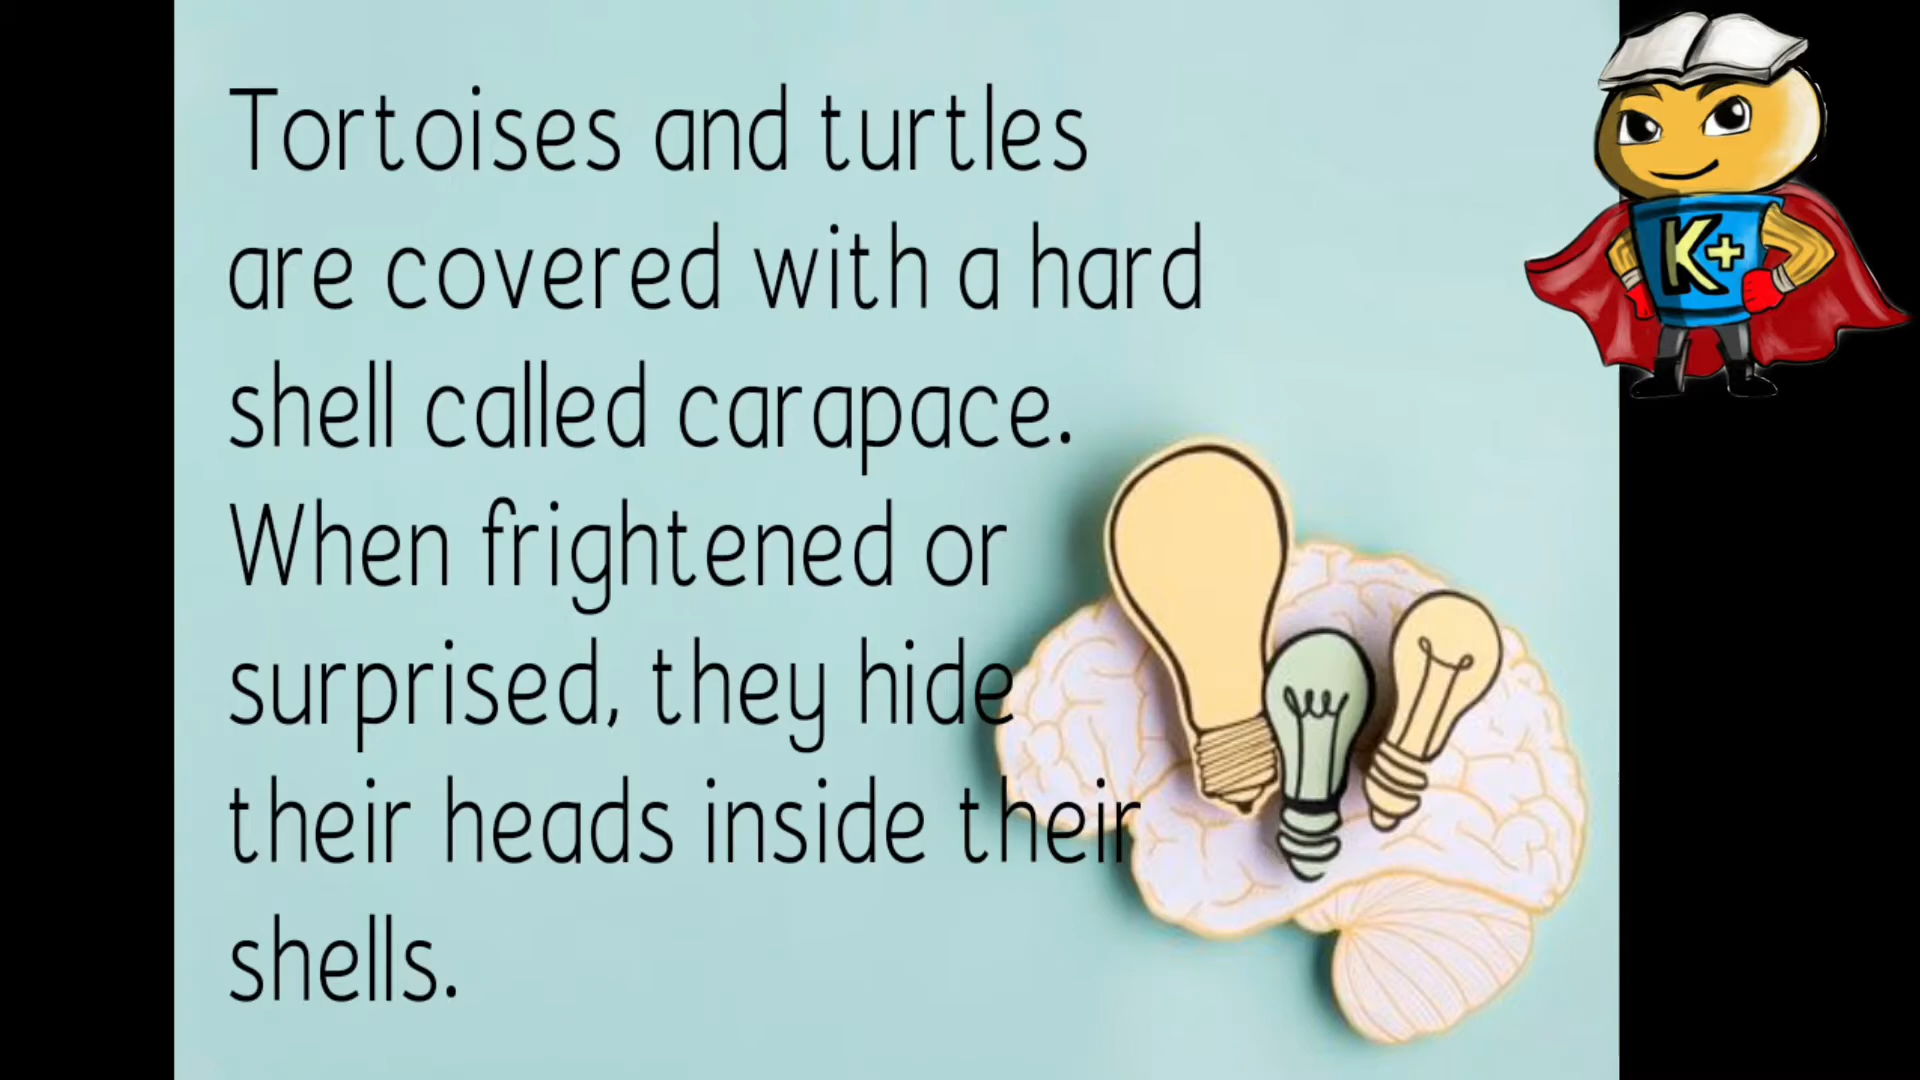 Tortoises and turtles
are covered with a hard
shell called carapace.
When frightened or
surprised, they hide
their heads inside their
shells.
K+